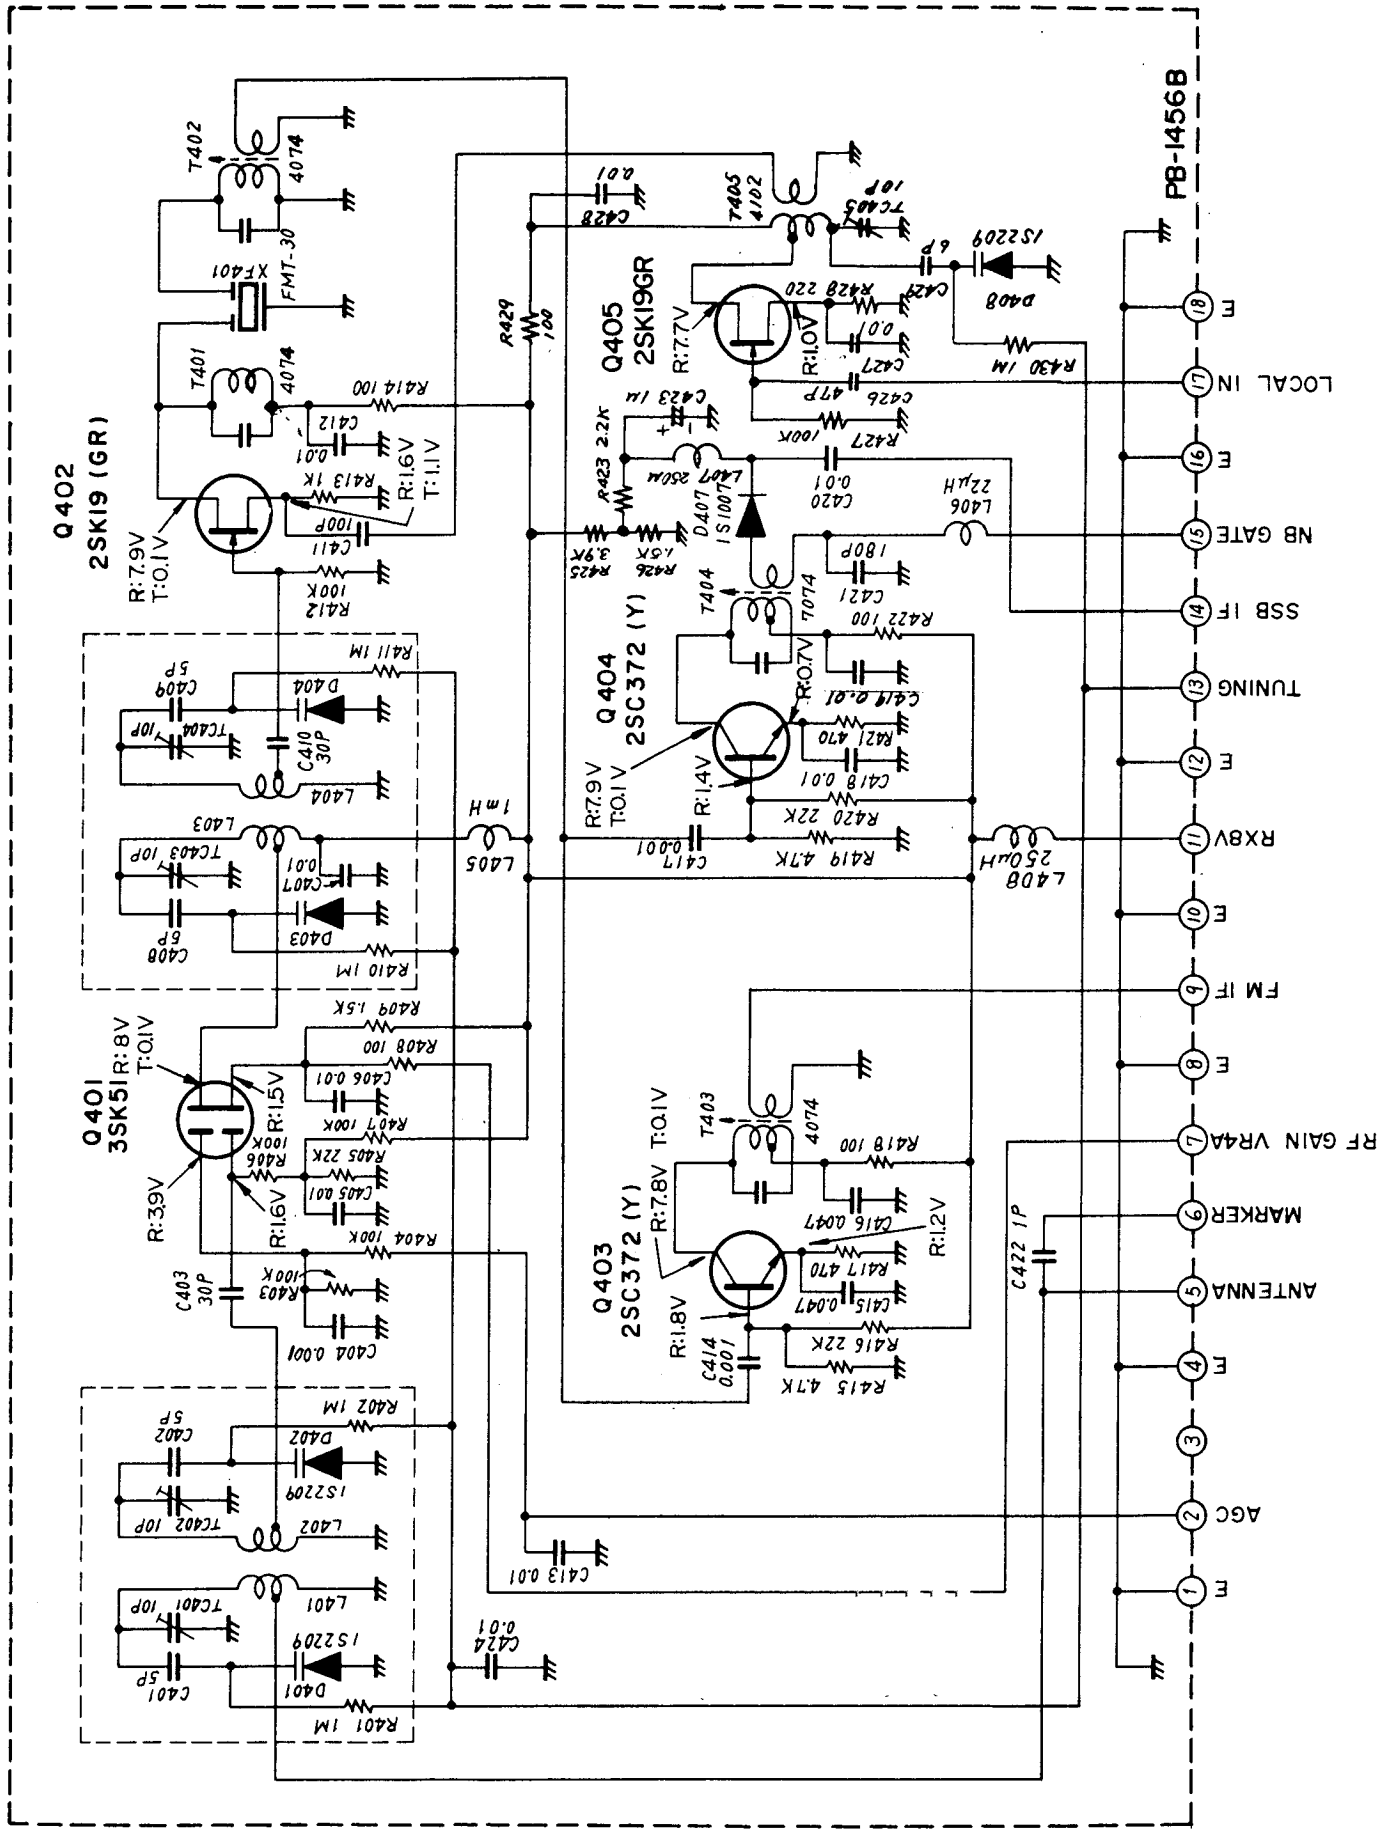 Q402
2SK19 (GR)
R:7.9V
T:0.1V
T401
4074
XF401
FMT-30
T402
4074
R414 100
C412
0.01
R413 1K
R:1.6V
T:1.1V
C411
100P
R412
100K
R411 1M
C409
5P
TC404
10P
D404
C410
30P
L404
L403
TC403
10P
C407
0.01
C408
5P
D403
R410 1M
L405
1mH
Q401
3SK51
R:8V
T:0.1V
R:3.9V
R:1.5V
R:1.6V
R409 1.5K
R408 100
C406 0.01
R407 100K
R406
100K
R405 22K
C405 0.01
R404 100K
R403
100K
C404 0.001
C403
30P
R402 1M
C402
5P
TC402 10P
D402
1S2209
L402
L401
TC401
10P
C401
5P
D401
1S2209
R401 1M
C424
0.01
C413 0.01
R429
100
C428
0.01
T405
4102
TC405
10P
C429
6P
D408
1S2209
R430 1M
Q405
2SK19GR
R:7.7V
R:1.0V
R428 220
C427
0.01
C426
47P
R427
100K
C423 1μ
+
-
R423 2.2K
L407
250μ
R425
3.9K
R426
1.5K
D407
1S1007
C420
0.01
L406
22μH
C421
180P
T404
7074
Q404
2SC372 (Y)
R:7.9V
T:0.1V
R:1.4V
R:0.7V
R422 100
C419 0.01
R421
470
C418
0.01
R420
22K
R419
4.7K
C417
0.001
L408
250μH
Q403
2SC372 (Y)
R:7.8V T:0.1V
R:1.8V
R:1.2V
T403
4074
R418
100
C416 0.047
R417 470
C415
0.047
R416 22K
R415
4.7K
C414
0.001
C422 1P
PB-1456B
1 E
2 AGC
3
4 E
5 ANTENNA
6 MARKER
7 RF GAIN VR4A
8 E
9 FM IF
10 E
11 RX8V
12 E
13 TUNING
14 SSB IF
15 NB GATE
16 E
17 LOCAL IN
18 E